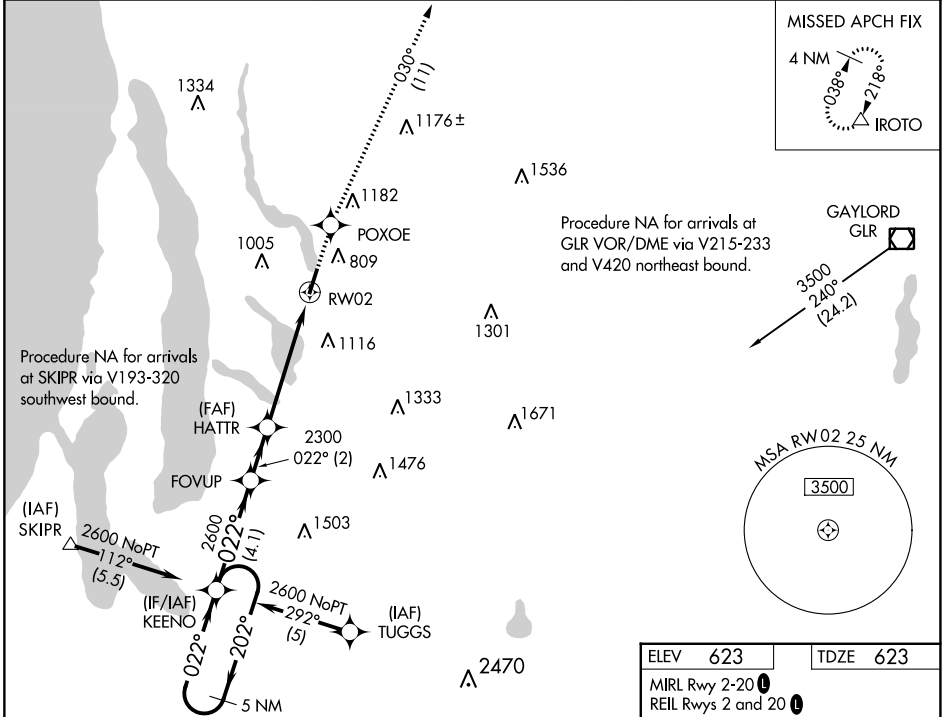 MISSED APCH FIX
4 NM
038°
218°
IROTO
030°
(11)
1334
1176±
1536
1182
POXOE
1005
809
Procedure NA for arrivals at
GLR VOR/DME via V215-233
and V420 northeast bound.
GAYLORD
GLR
3500
240°
(24.2)
RW02
1301
1116
Procedure NA for arrivals
at SKIPR via V193-320
southwest bound.
1333
1671
(FAF)
HATTR
2300
022° (2)
1476
FOVUP
MSA RW02 25 NM
3500
(IAF)
SKIPR
2600 NoPT
112°
(5.5)
2600
022°
(4.1)
1503
(IF/IAF)
KEENO
2600 NoPT
292°
(5)
(IAF)
TUGGS
022°
202°
5 NM
2470
ELEV 623
TDZE 623
MIRL Rwy 2-20 L
REIL Rwys 2 and 20 L